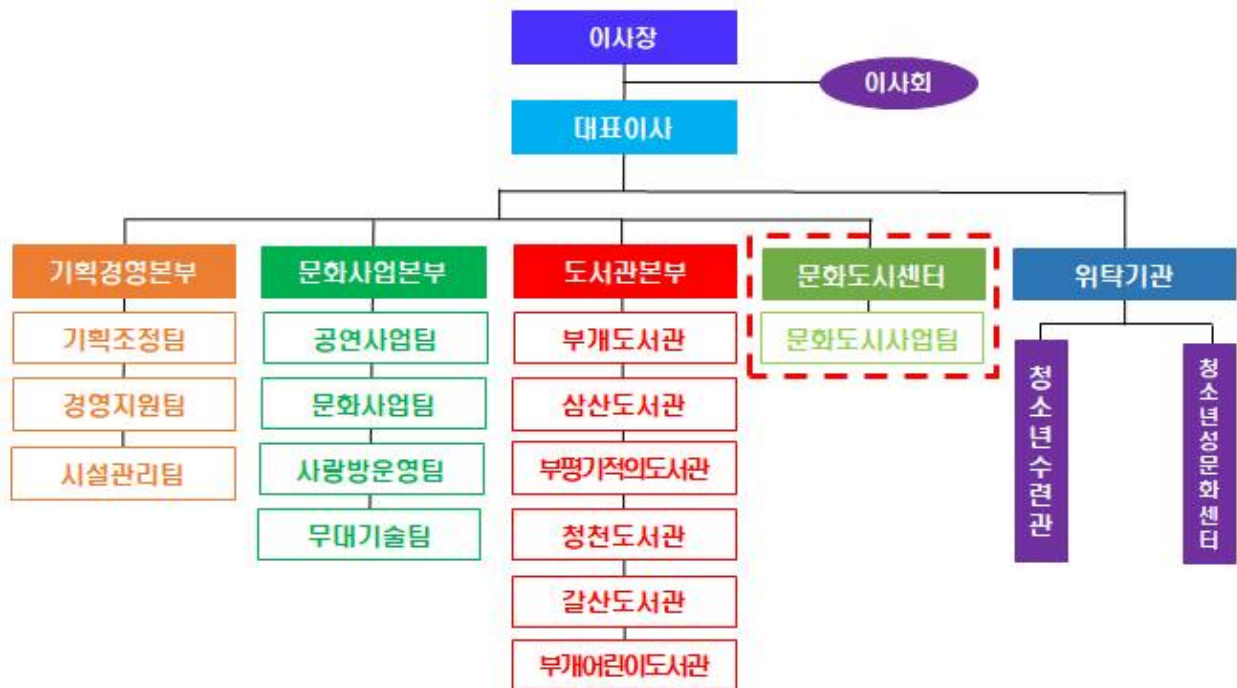 이사장
이사회
대표이사
기획경영본부
문화사업본부
도서관본부
문화도시센터
위탁기관
기획조정팀
공연사업팀
부개도서관
문화도시사업팀
경영지원팀
문화사업팀
삼산도서관
시설관리팀
사랑방운영팀
부평기적의도서관
무대기술팀
청천도서관
갈산도서관
부개어린이도서관
청소년수련관
청소년성문화센터